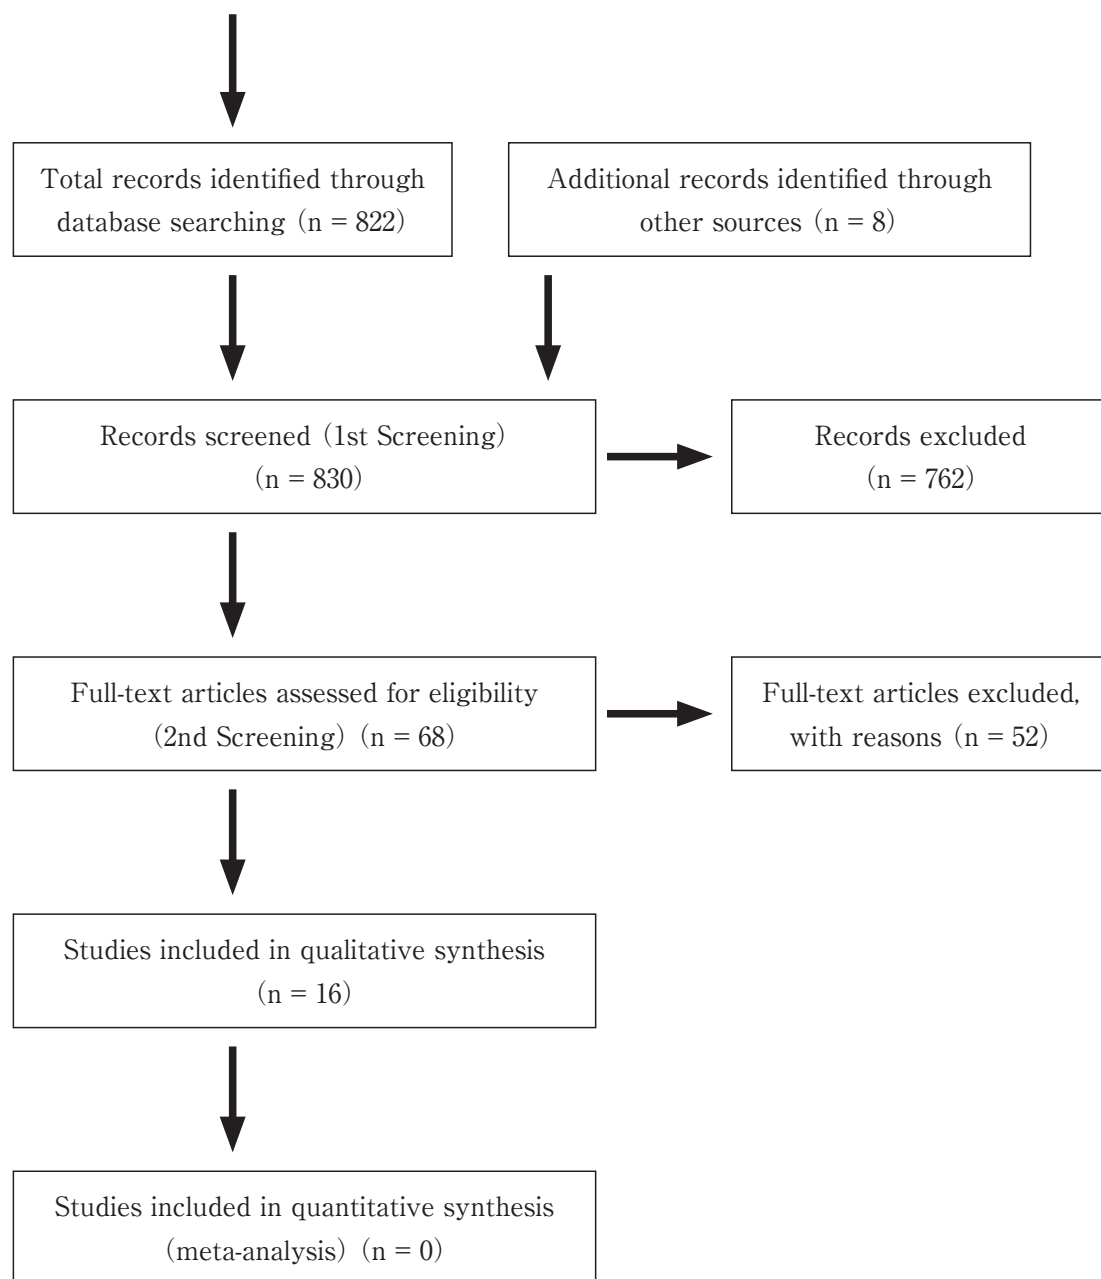 Total records identified through
database searching (n = 822)
Additional records identified through
other sources (n = 8)
Records screened (1st Screening)
(n = 830)
Records excluded
(n = 762)
Full-text articles assessed for eligibility
(2nd Screening) (n = 68)
Full-text articles excluded,
with reasons (n = 52)
Studies included in qualitative synthesis
(n = 16)
Studies included in quantitative synthesis
(meta-analysis) (n = 0)